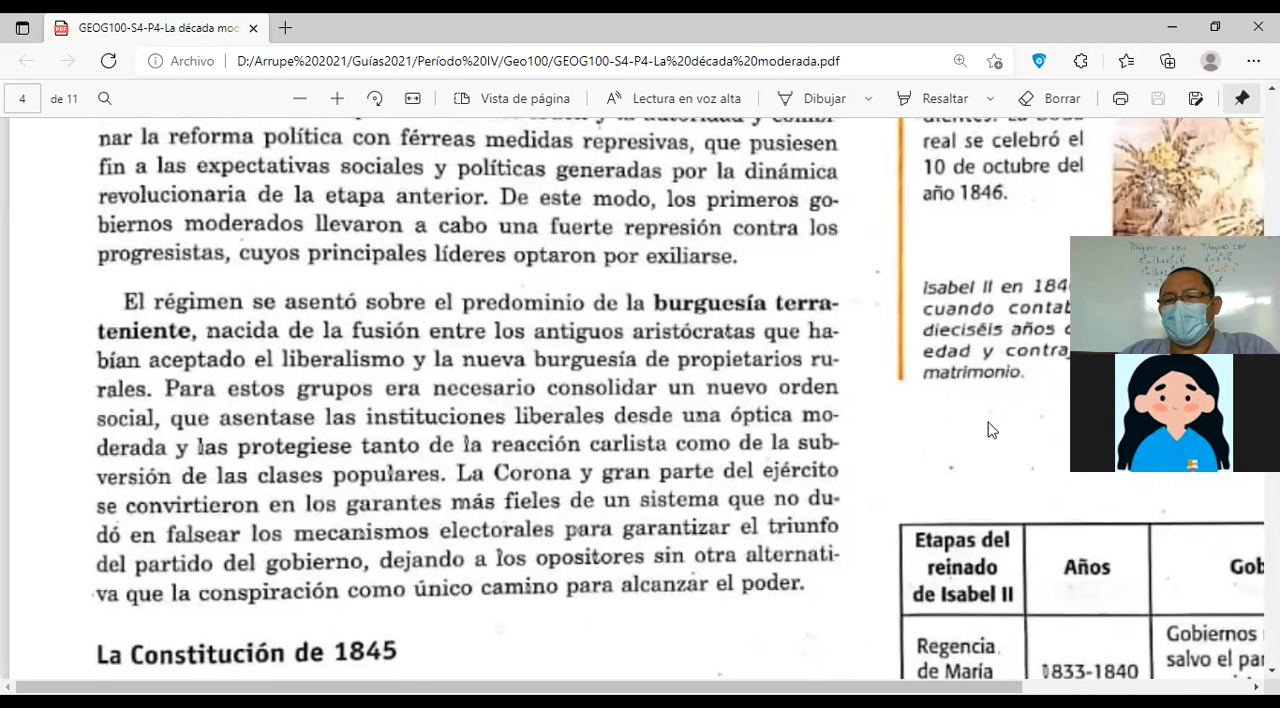 GEOG100-S4-P4-La década mod
Archivo D:/Arrupe%202021/Guías2021/Período%20IV/Geo100/GEOG100-S4-P4-La%20década%20moderada.pdf
4 de 11 Vista de página Lectura en voz alta Dibujar Resaltar Borrar
nar la reforma política con férreas medidas represivas, que pusiesen
fin a las expectativas sociales y políticas generadas por la dinámica
revolucionaria de la etapa anterior. De este modo, los primeros go-
biernos moderados llevaron a cabo una fuerte represión contra los
progresistas, cuyos principales líderes optaron por exiliarse.
El régimen se asentó sobre el predominio de la burguesía terra-
teniente, nacida de la fusión entre los antiguos aristócratas que ha-
bían aceptado el liberalismo y la nueva burguesía de propietarios ru-
rales. Para estos grupos era necesario consolidar un nuevo orden
social, que asentase las instituciones liberales desde una óptica mo-
derada y las protegiese tanto de la reacción carlista como de la sub-
versión de las clases populares. La Corona y gran parte del ejército
se convirtieron en los garantes más fieles de un sistema que no du-
dó en falsear los mecanismos electorales para garantizar el triunfo
del partido del gobierno, dejando a los opositores sin otra alternati-
va que la conspiración como único camino para alcanzar el poder.
La Constitución de 1845
real se celebró el
10 de octubre del
año 1846.
Isabel II en 184
cuando contab
dieciséis años
edad y contra
matrimonio.
Etapas del
reinado
de Isabel II
Años
Gob
Regencia
de María
1833-1840
Gobiernos
salvo el pa